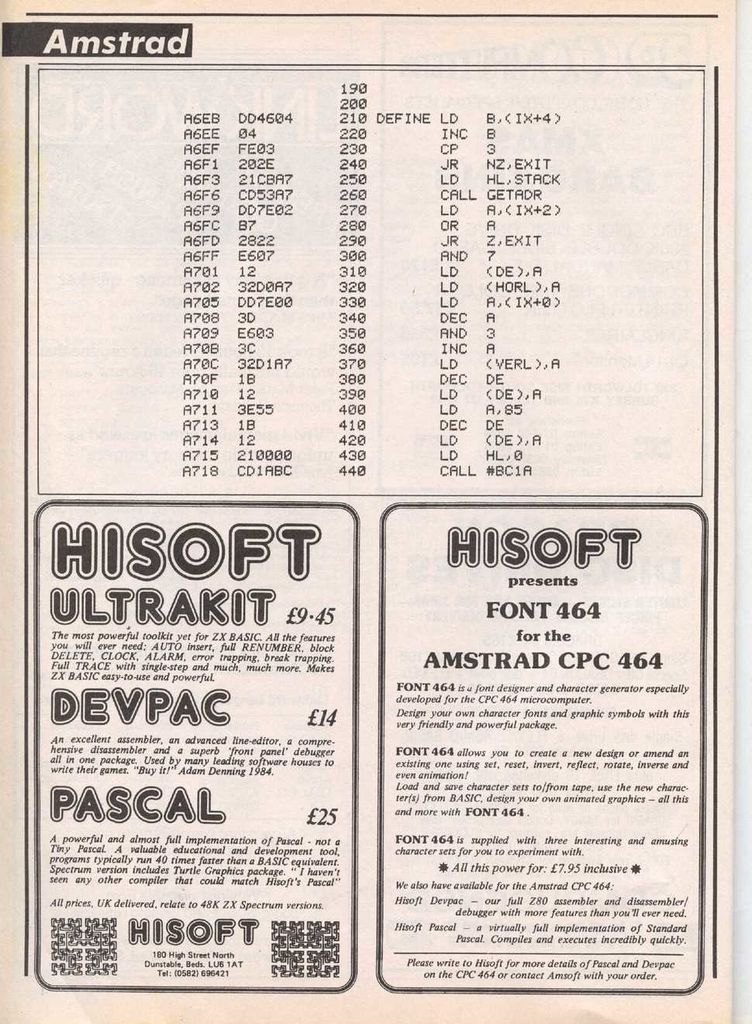 Amstrad
190
200
A6EB DD4604 210 DEFINE LD B,(IX+4)
A6EE 04 220 INC B
A6EF FE03 230 CP 3
A6F1 202E 240 JR NZ,EXIT
A6F3 21CBA7 250 LD HL,STACK
A6F6 CD53A7 260 CALL GETADR
A6F9 DD7E02 270 LD A,(IX+2)
A6FC B7 280 OR A
A6FD 2822 290 JR Z,EXIT
A6FF E607 300 AND 7
A701 12 310 LD (DE),A
A702 32D0A7 320 LD (HORL),A
A705 DD7E00 330 LD A,(IX+0)
A708 3D 340 DEC A
A709 E603 350 AND 3
A70B 3C 360 INC A
A70C 32D1A7 370 LD (VERL),A
A70F 1B 380 DEC DE
A710 12 390 LD (DE),A
A711 3E55 400 LD A,85
A713 1B 410 DEC DE
A714 12 420 LD (DE),A
A715 210000 430 LD HL,0
A718 CD1ABC 440 CALL #BC1A
HISOFT
ULTRAKIT £9·45
The most powerful toolkit yet for ZX BASIC. All the features
you will ever need; AUTO insert, full RENUMBER, block
DELETE, CLOCK, ALARM, error trapping, break trapping.
Full TRACE with single-step and much, much more. Makes
ZX BASIC easy-to-use and powerful.
DEVPAC £14
An excellent assembler, an advanced line-editor, a compre-
hensive disassembler and a superb 'front panel' debugger
all in one package. Used by many leading software houses to
write their games. "Buy it!" Adam Denning 1984.
PASCAL £25
A powerful and almost full implementation of Pascal - not a
Tiny Pascal. A valuable educational and development tool,
programs typically run 40 times faster than a BASIC equivalent.
Spectrum version includes Turtle Graphics package. " I haven't
seen any other compiler that could match Hisoft's Pascal"
All prices, UK delivered, relate to 48K ZX Spectrum versions.
HISOFT
180 High Street North
Dunstable, Beds. LU6 1AT
Tel: (0582) 696421
HISOFT
presents
FONT 464
for the
AMSTRAD CPC 464
FONT 464 is a font designer and character generator especially
developed for the CPC 464 microcomputer.
Design your own character fonts and graphic symbols with this
very friendly and powerful package.
FONT 464 allows you to create a new design or amend an
existing one using set, reset, invert, reflect, rotate, inverse and
even animation!
Load and save character sets to/from tape, use the new charac-
ter(s) from BASIC, design your own animated graphics – all this
and more with FONT 464 .
FONT 464 is supplied with three interesting and amusing
character sets for you to experiment with.
✸ All this power for: £7.95 inclusive ✸
We also have available for the Amstrad CPC 464:
Hisoft Devpac – our full Z80 assembler and disassembler/
debugger with more features than you'll ever need.
Hisoft Pascal – a virtually full implementation of Standard
Pascal. Compiles and executes incredibly quickly.
Please write to Hisoft for more details of Pascal and Devpac
on the CPC 464 or contact Amsoft with your order.